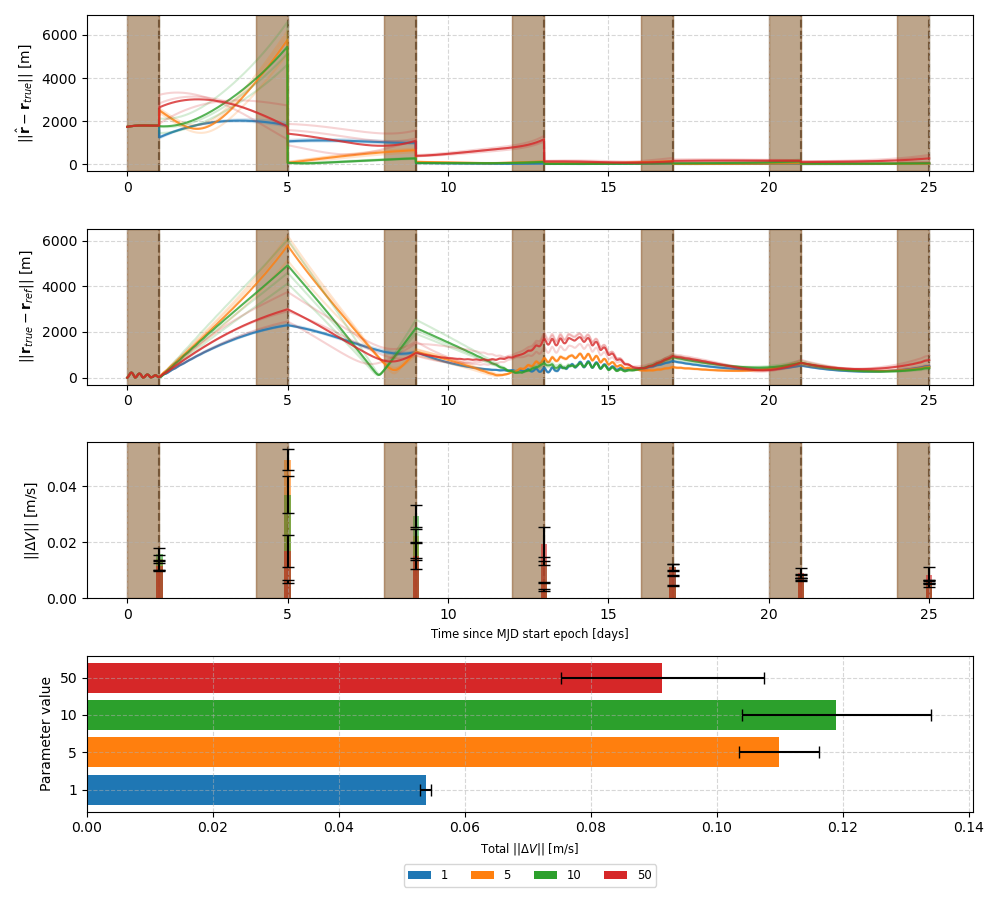 ||r̂ − r_true|| [m]
6000
4000
2000
0
0 5 10 15 20 25
||r_true − r_ref|| [m]
6000
4000
2000
0
0 5 10 15 20 25
||ΔV|| [m/s]
0.04
0.02
0.00
0 5 10 15 20 25
Time since MJD start epoch [days]
Parameter value
50
10
5
1
0.00 0.02 0.04 0.06 0.08 0.10 0.12 0.14
Total ||ΔV|| [m/s]
1 5 10 50